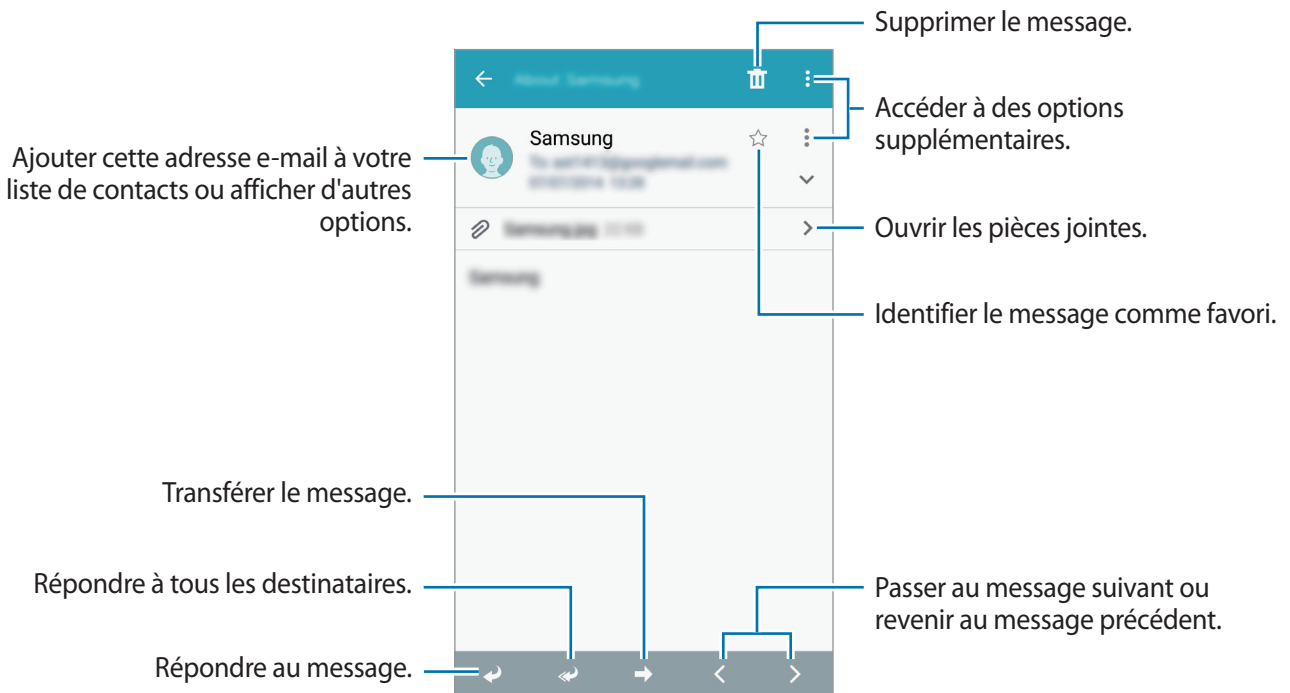 Supprimer le message.
Accéder à des options
supplémentaires.
Samsung
Ajouter cette adresse e-mail à votre
liste de contacts ou afficher d'autres
options.
Ouvrir les pièces jointes.
Identifier le message comme favori.
Transférer le message.
Répondre à tous les destinataires.
Passer au message suivant ou
revenir au message précédent.
Répondre au message.